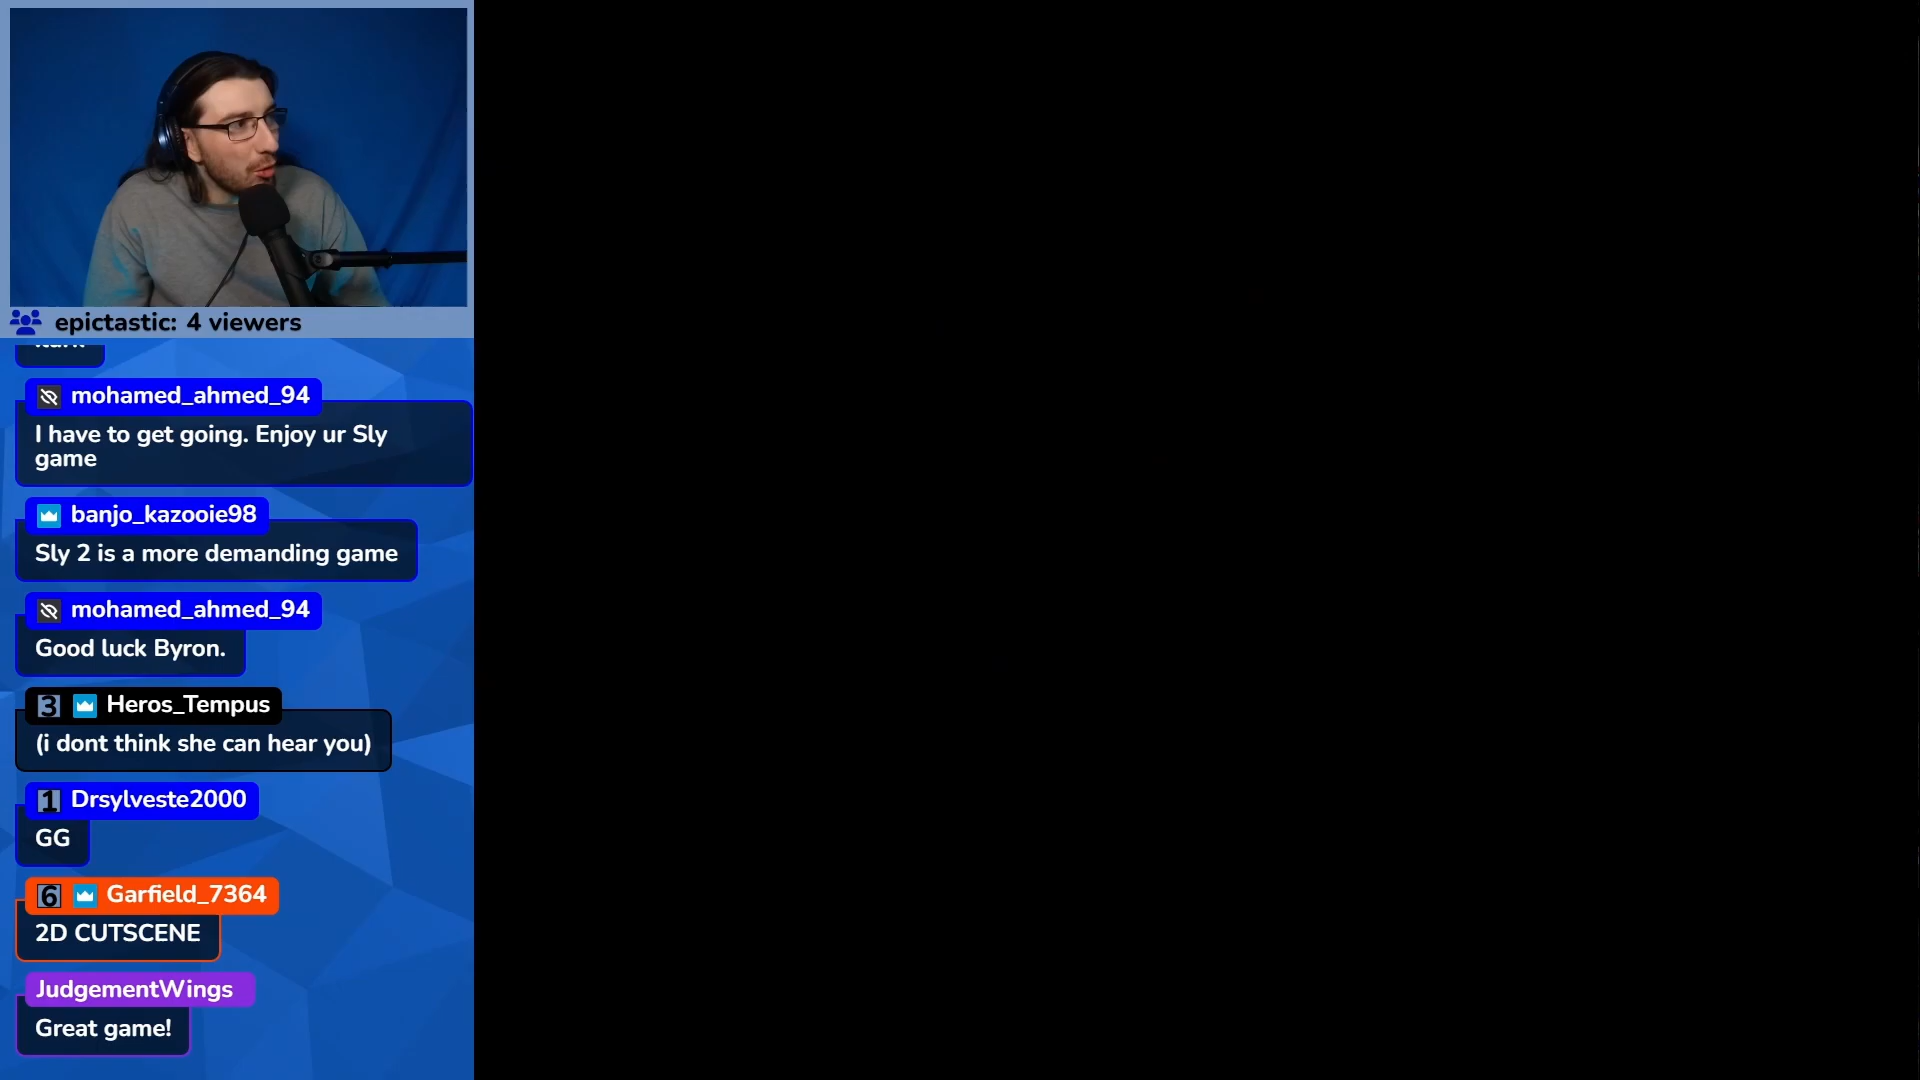 epictastic: 4 viewers
mohamed_ahmed_94
I have to get going. Enjoy ur Sly
game
banjo_kazooie98
Sly 2 is a more demanding game
mohamed_ahmed_94
Good luck Byron.
3 Heros_Tempus
(i dont think she can hear you)
1 Drsylveste2000
GG
6 Garfield_7364
2D CUTSCENE
JudgementWings
Great game!